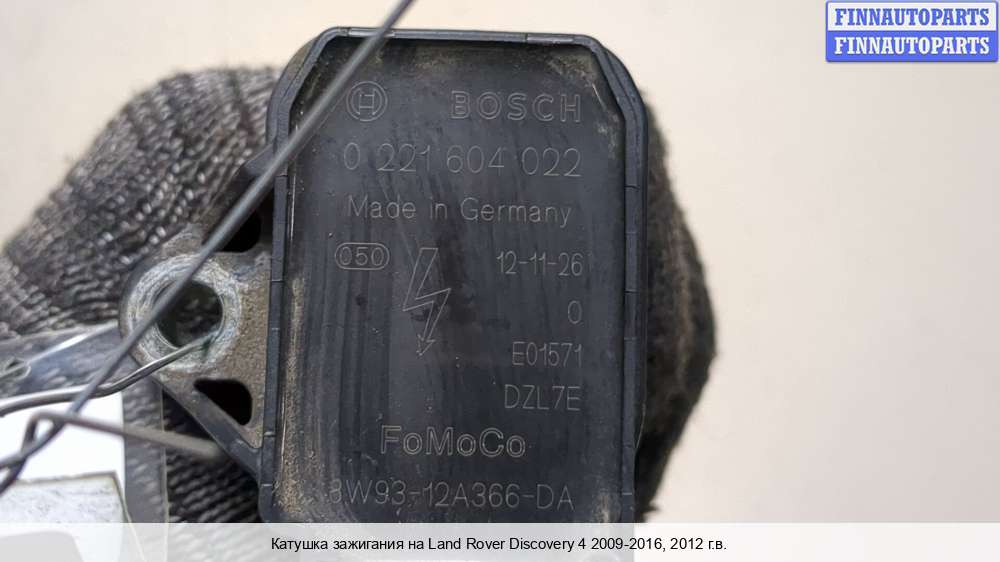 FINNAUTOPARTS
FINNAUTOPARTS
BOSCH
0 221 604 022
Made in Germany
050
12-11-26
0
E01571
DZL7E
FoMoCo
8W93-12A366-DA
Катушка зажигания на Land Rover Discovery 4 2009-2016, 2012 г.в.